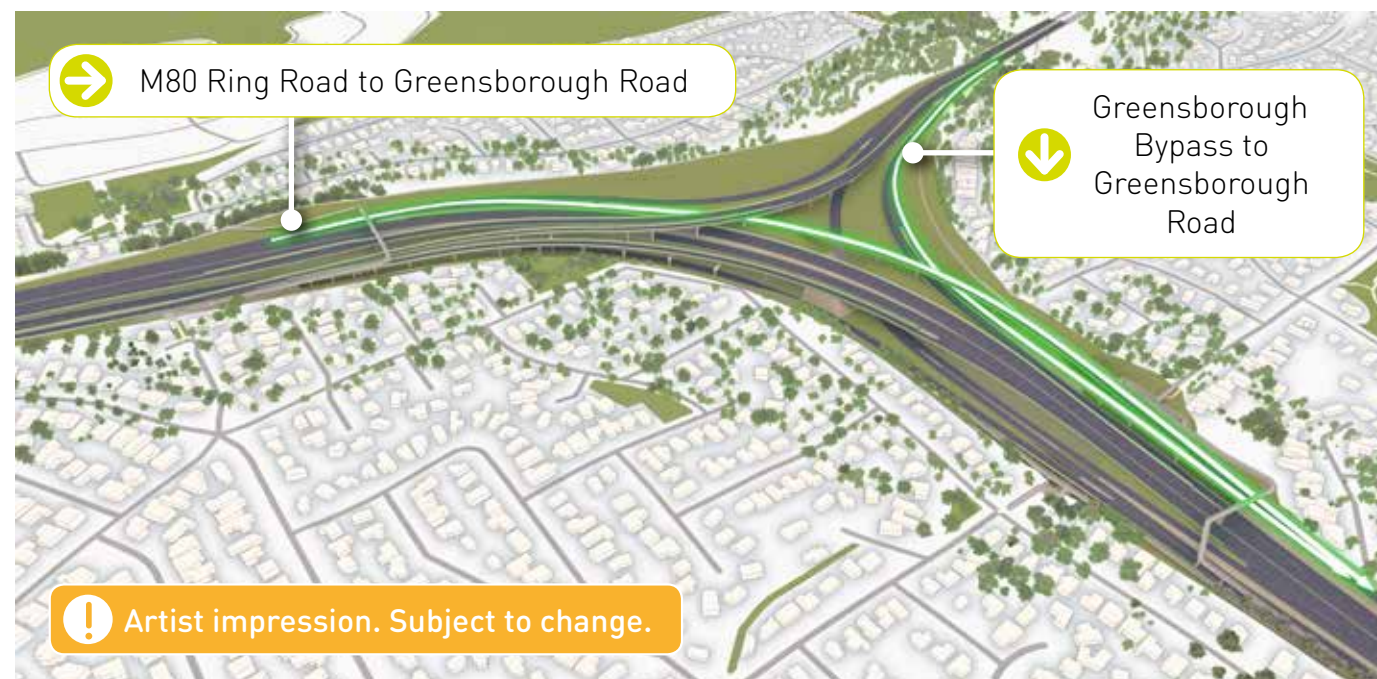 M80 Ring Road to Greensborough Road
Greensborough
Bypass to
Greensborough
Road
Artist impression. Subject to change.